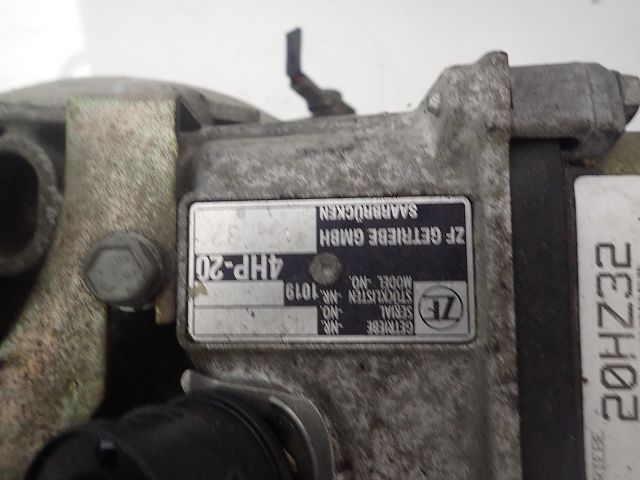 ZF
GETRIEBE -NR.
SERIAL -NO.
STÜCKLISTEN -NR. 1019
MODEL -NO.
4HP-20
ZF GETRIEBE GMBH
SAARBRÜCKEN
20HZ32